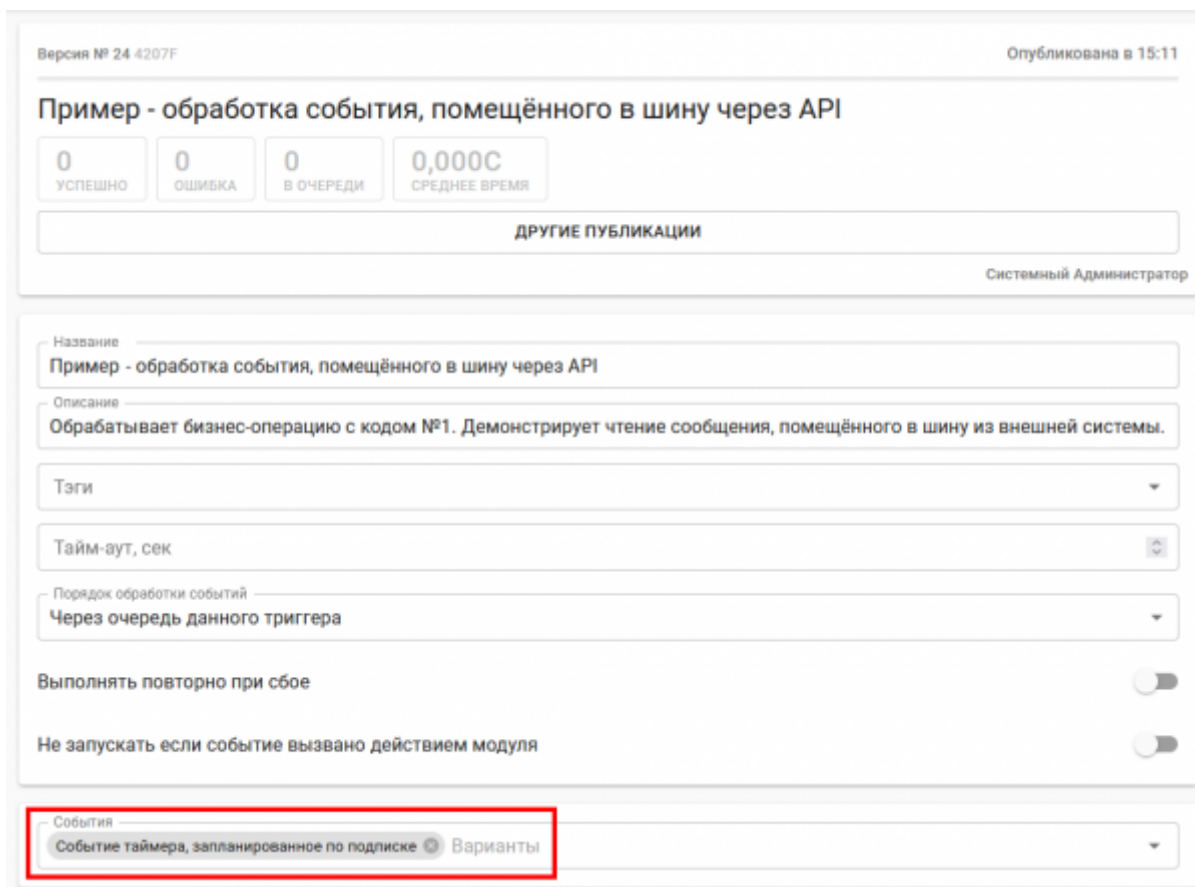 Версия № 24 4207F
Опубликована в 15:11
Пример - обработка события, помещённого в шину через API
0 0 0 0,000С
УСПЕШНО ОШИБКА В ОЧЕРЕДИ СРЕДНЕЕ ВРЕМЯ
ДРУГИЕ ПУБЛИКАЦИИ
Системный Администратор
Название
Пример - обработка события, помещённого в шину через API
Описание
Обрабатывает бизнес-операцию с кодом №1. Демонстрирует чтение сообщения, помещённого в шину из внешней системы.
Тэги
Тайм-аут, сек
Порядок обработки событий
Через очередь данного триггера
Выполнять повторно при сбое
Не запускать если событие вызвано действием модуля
События
Событие таймера, запланированное по подписке Варианты